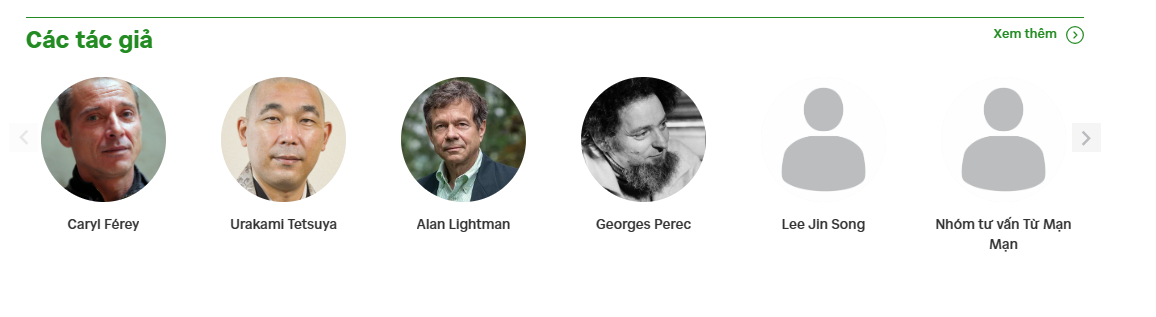 Các tác giả
Xem thêm
Caryl Férey
Urakami Tetsuya
Alan Lightman
Georges Perec
Lee Jin Song
Nhóm tư vấn Từ Mạn
Mạn